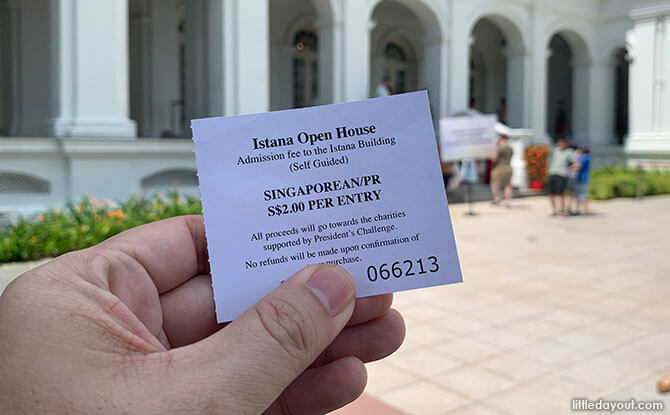 Istana Open House
Admission fee to the Istana Building
(Self Guided)
SINGAPOREAN/PR
S$2.00 PER ENTRY
All proceeds will go towards the charities
supported by President's Challenge.
No refunds will be made upon confirmation of
purchase.
066213
littledayout.com